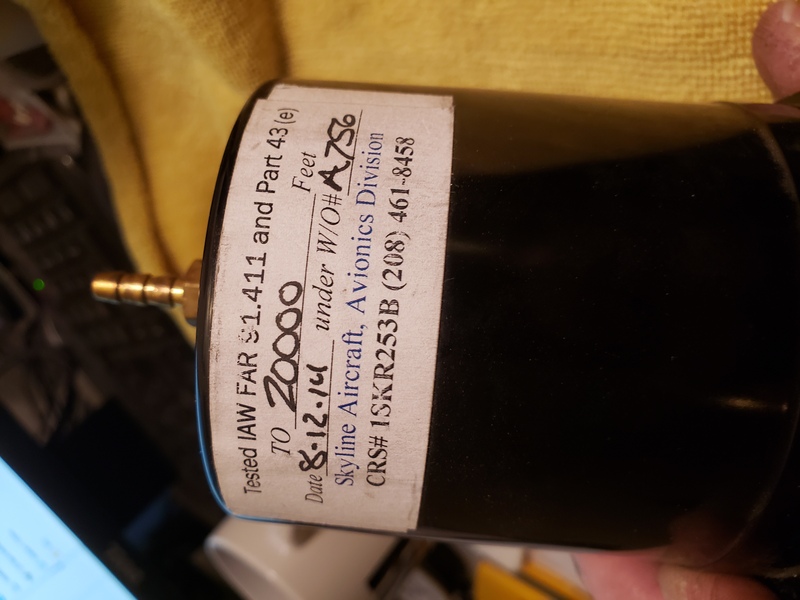 Tested IAW FAR 91.411 and Part 43 (e)
TO 20000 Feet
Date 8.12.14 under W/O# A756
Skyline Aircraft, Avionics Division
CRS# 1SKR253B (208) 461-8458